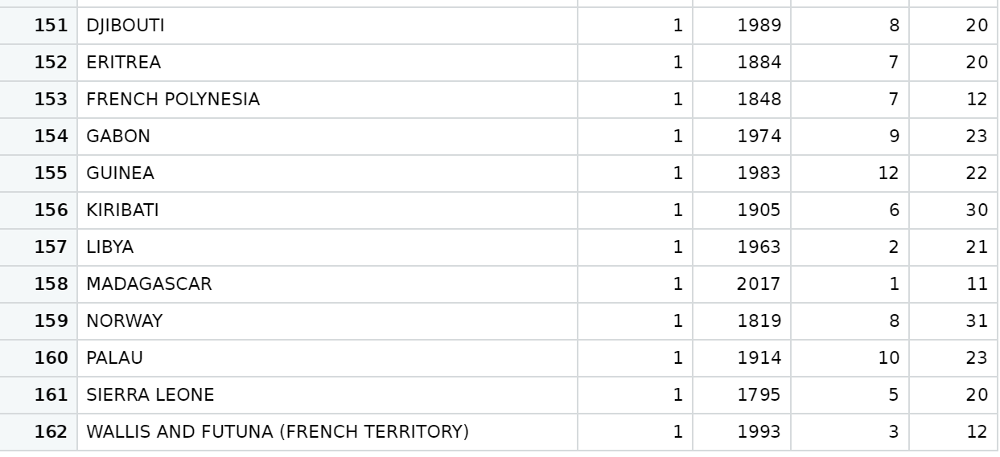 151 DJIBOUTI 1 1989 8 20
152 ERITREA 1 1884 7 20
153 FRENCH POLYNESIA 1 1848 7 12
154 GABON 1 1974 9 23
155 GUINEA 1 1983 12 22
156 KIRIBATI 1 1905 6 30
157 LIBYA 1 1963 2 21
158 MADAGASCAR 1 2017 1 11
159 NORWAY 1 1819 8 31
160 PALAU 1 1914 10 23
161 SIERRA LEONE 1 1795 5 20
162 WALLIS AND FUTUNA (FRENCH TERRITORY) 1 1993 3 12